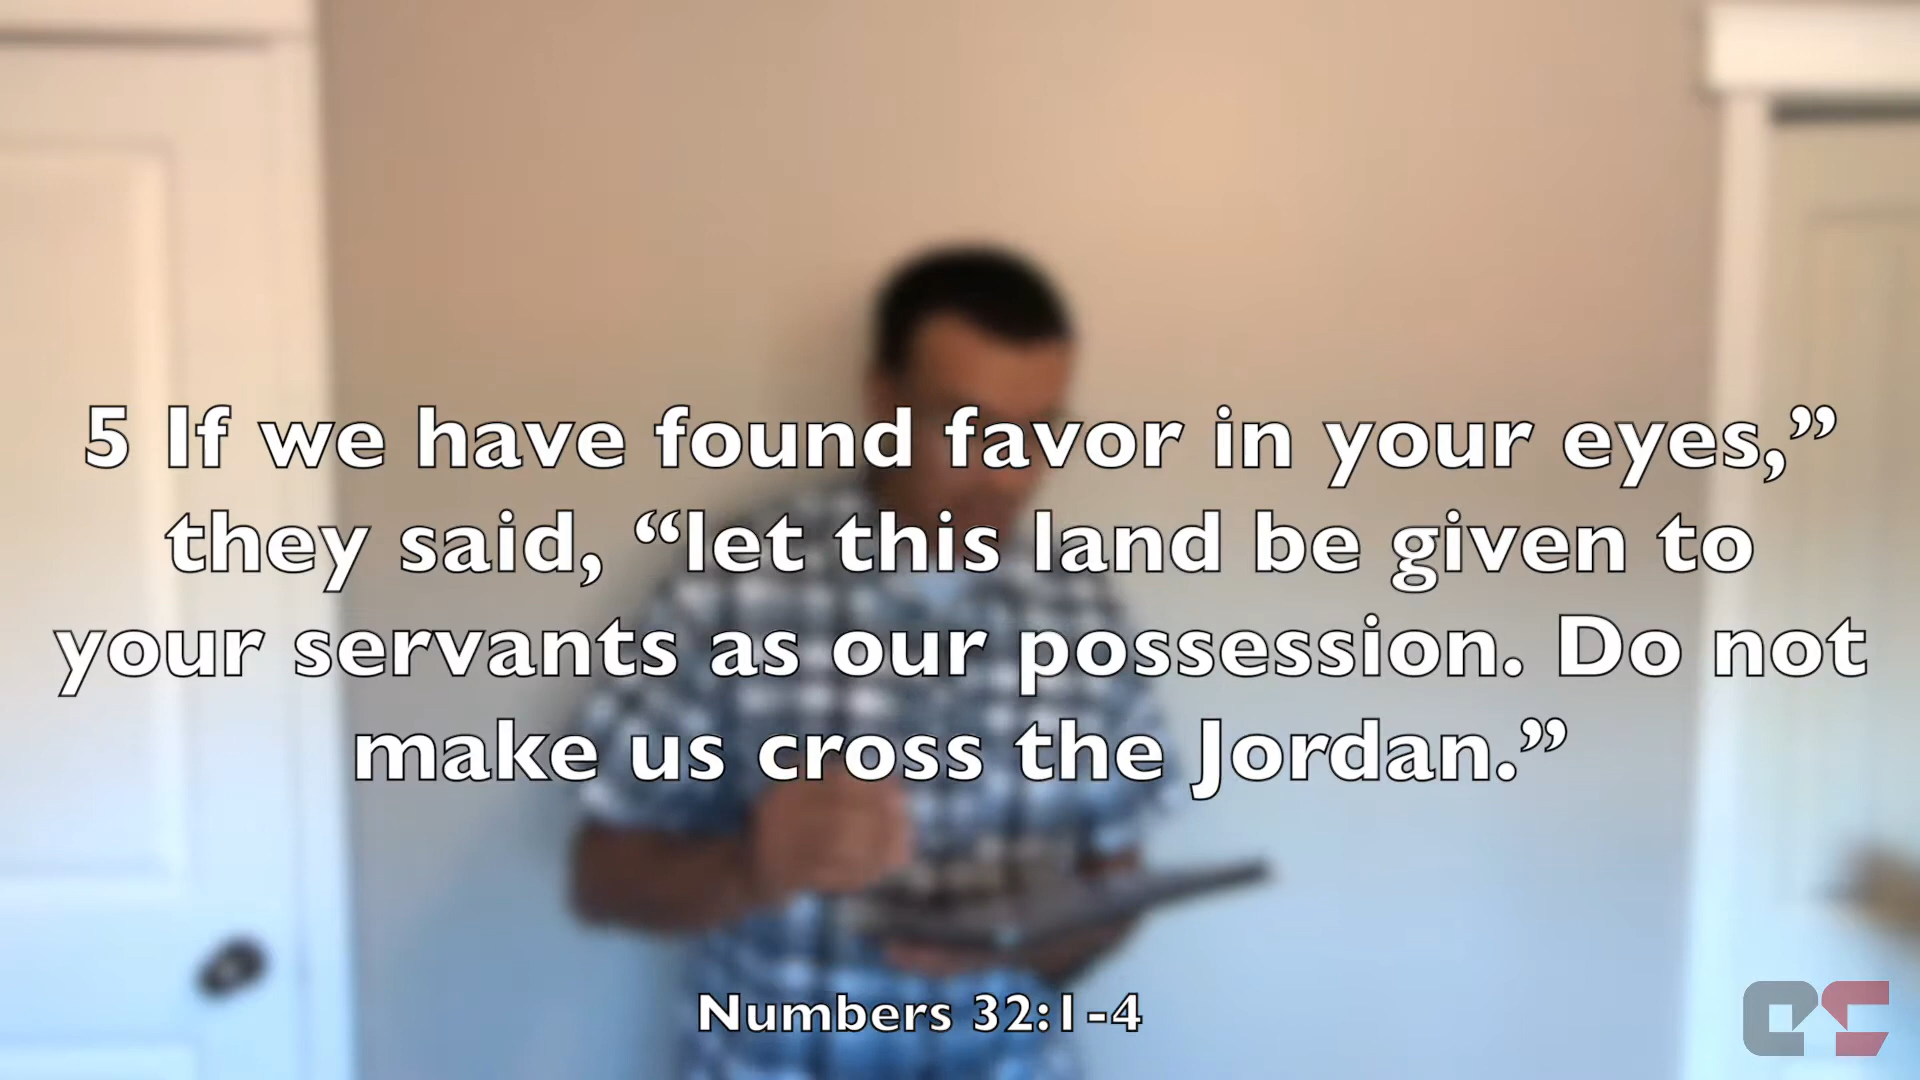 5 If we have found favor in your eyes,”
they said, “let this land be given to
your servants as our possession. Do not
make us cross the Jordan.”
Numbers 32:1-4
es